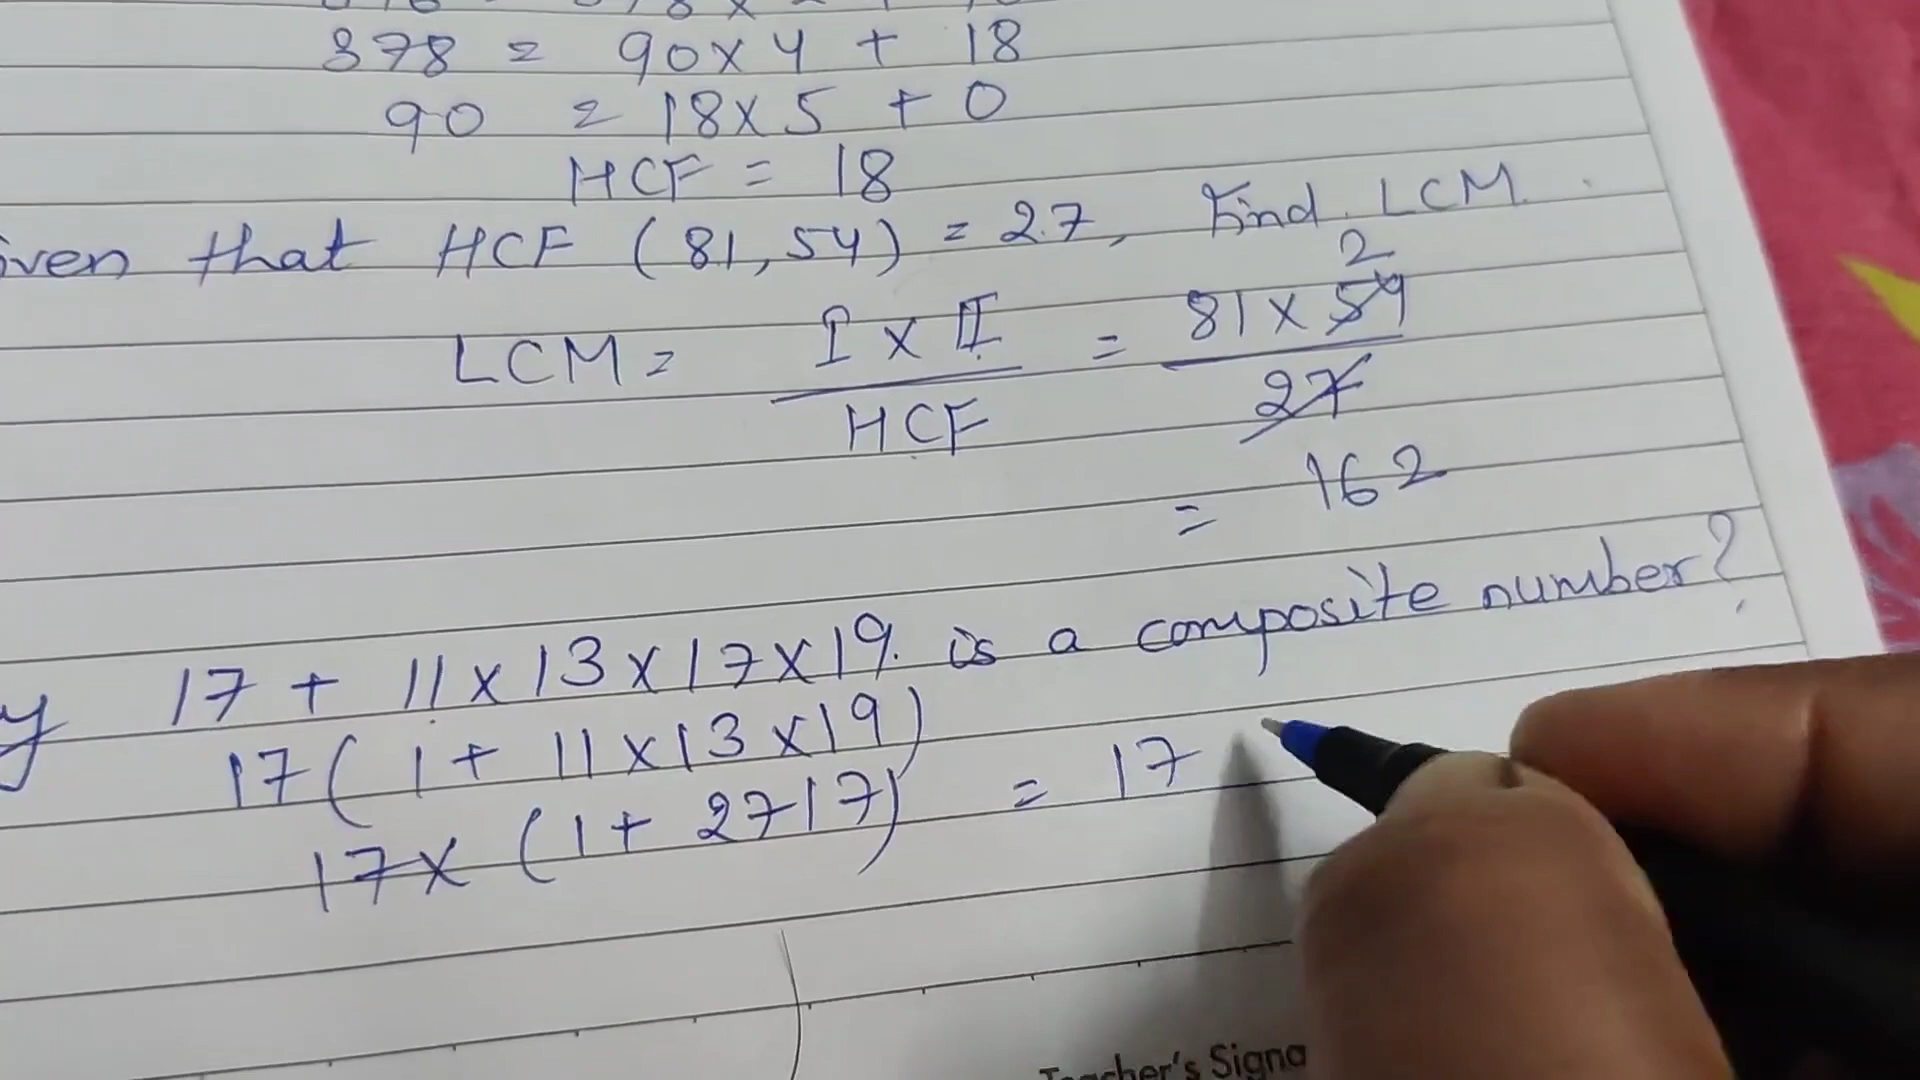 378 = 90 x 4 + 18
90 = 18 x 5 + 0
HCF = 18
iven that HCF (81, 54) = 27, Find LCM.
LCM = I x II / HCF = 81 x 54 / 27 2
= 162
y 17 + 11 x 13 x 17 x 19. is a composite number?
17 ( 1 + 11 x 13 x 19 )
17 x ( 1 + 2717 ) = 17
Teacher's Signa